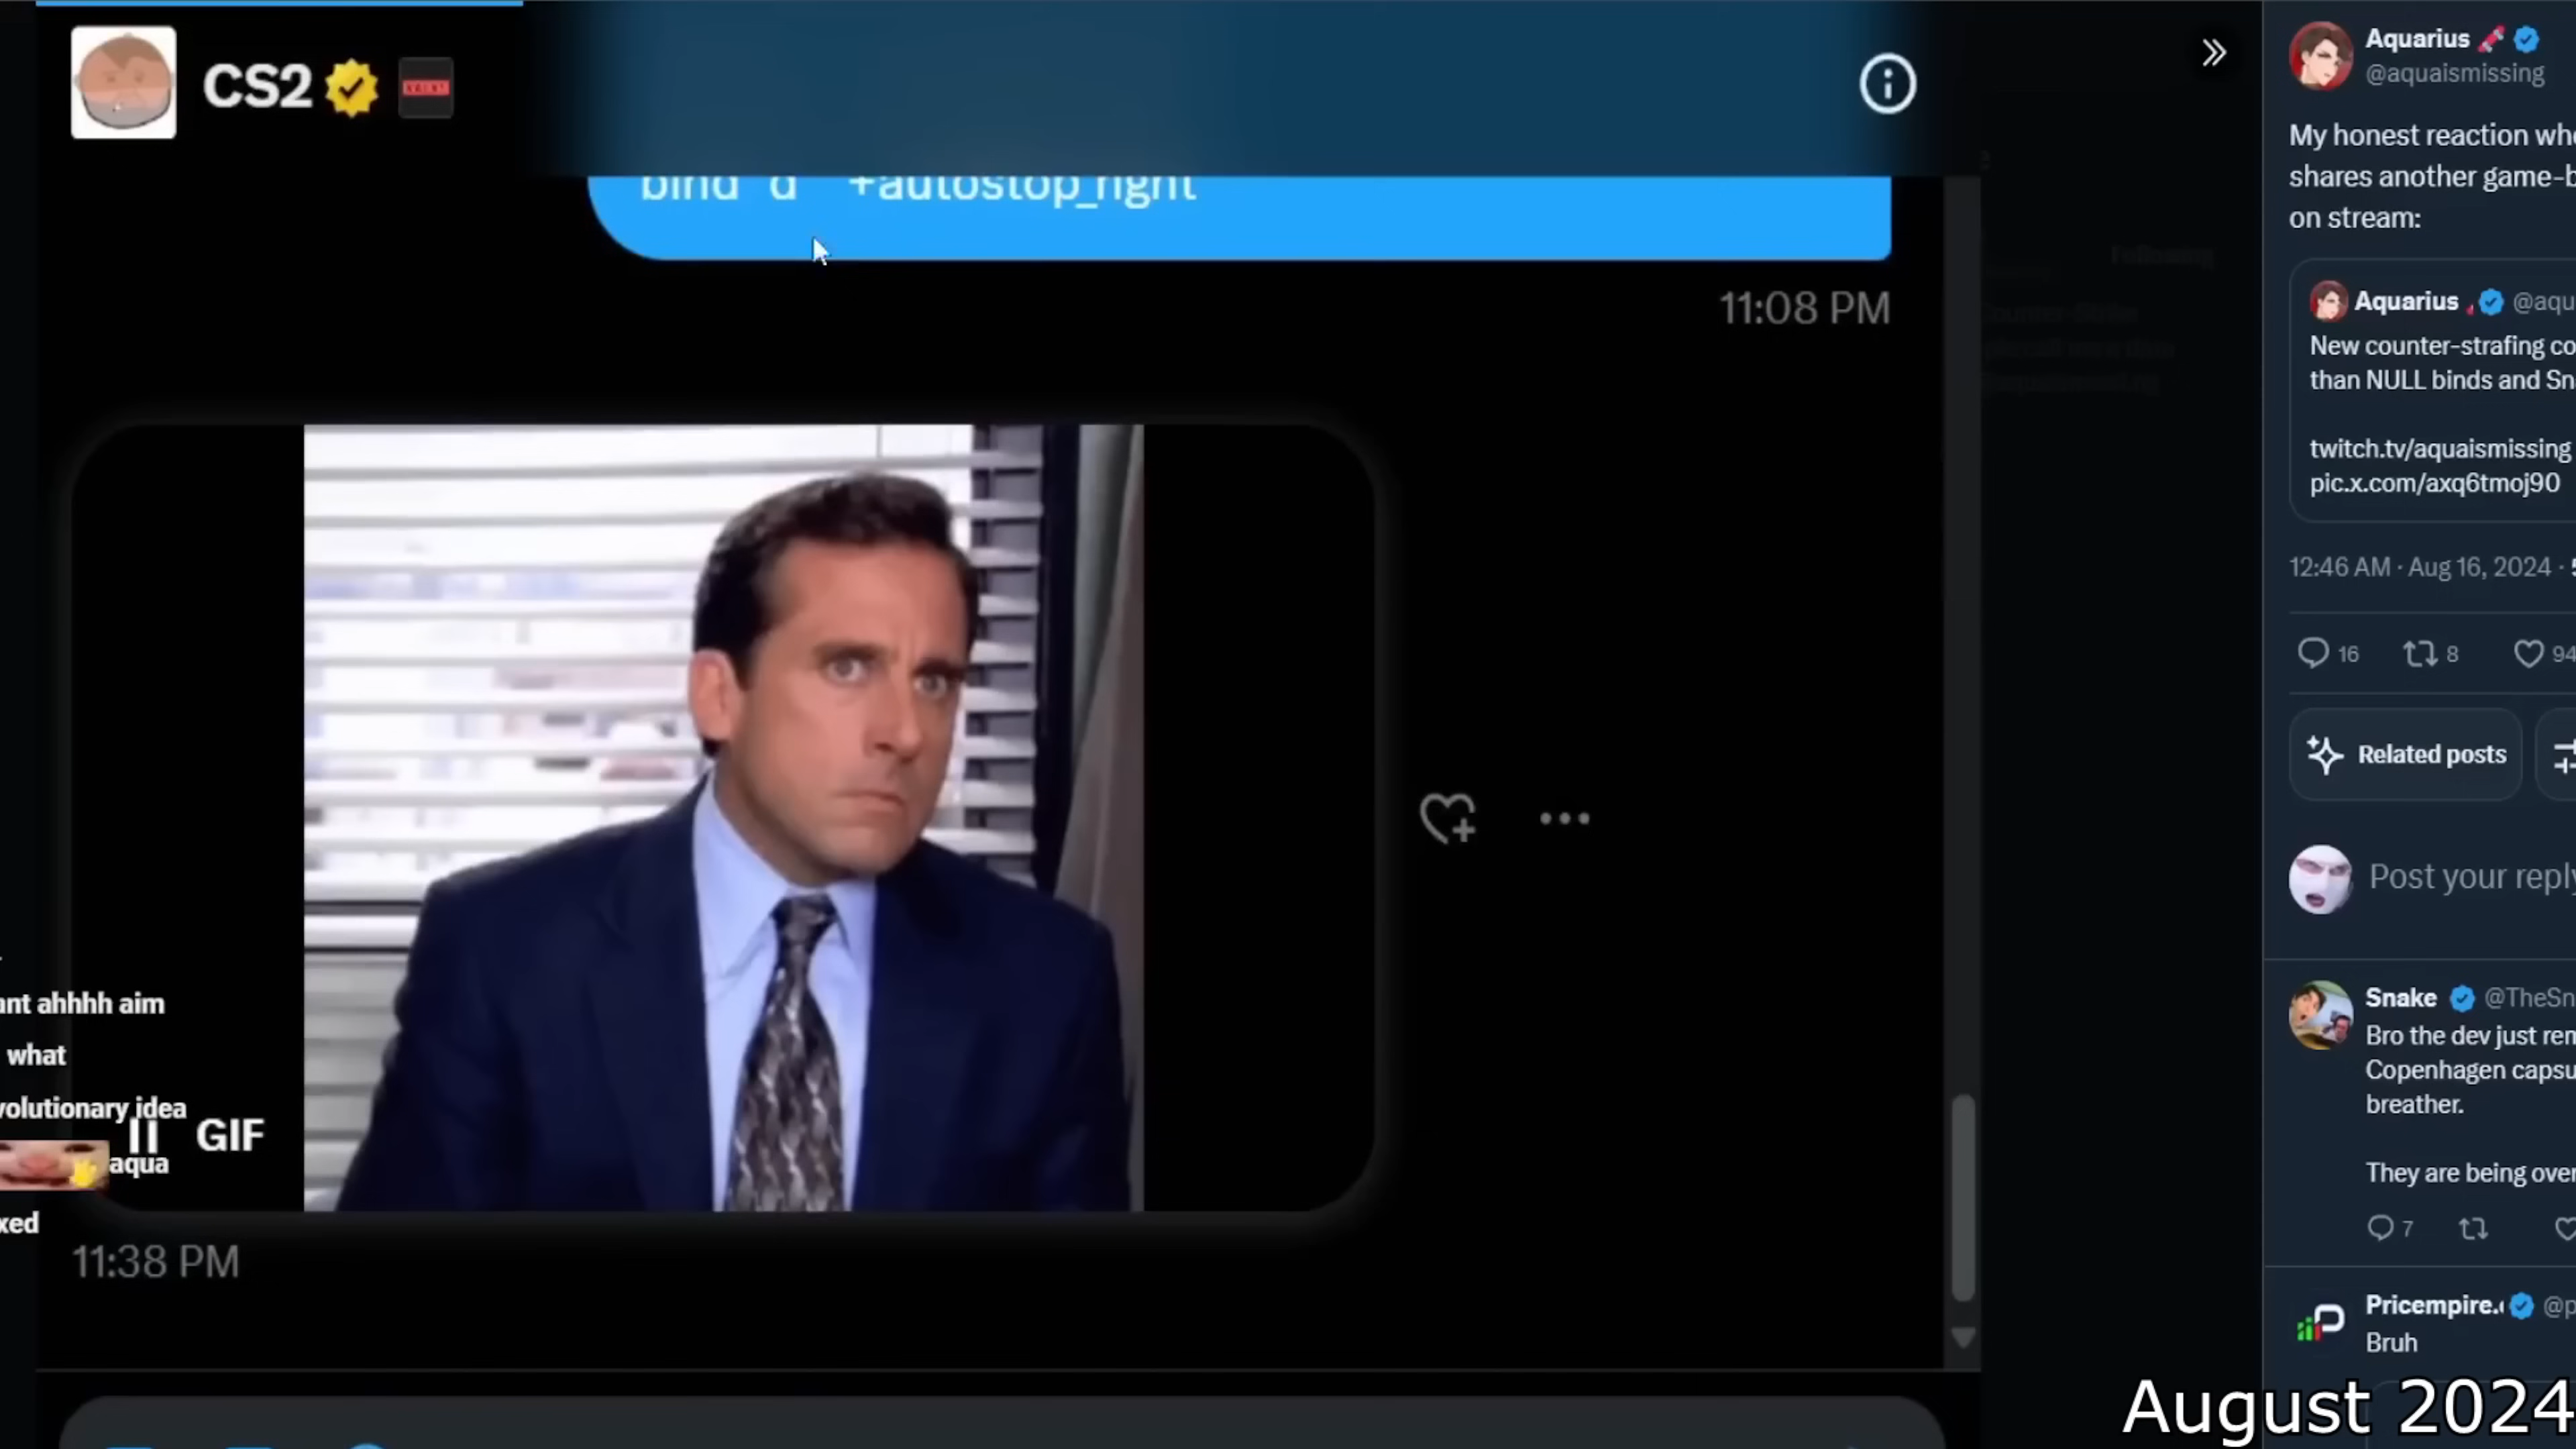 CS2
bind "d" "+autostop_right
11:08 PM
ant ahhhh aim
what
volutionary idea
GIF
aqua
xed
11:38 PM
Aquarius
@aquaismissing
My honest reaction whe
shares another game-b
on stream:
Aquarius @aqu
New counter-strafing co
than NULL binds and Sn
twitch.tv/aquaismissing
pic.x.com/axq6tmoj90
12:46 AM · Aug 16, 2024 ·
16 8 94
Related posts
Post your reply
Snake @TheSn
Bro the dev just rem
Copenhagen capsu
breather.
They are being over
7
Pricempire. @p
Bruh
August 2024